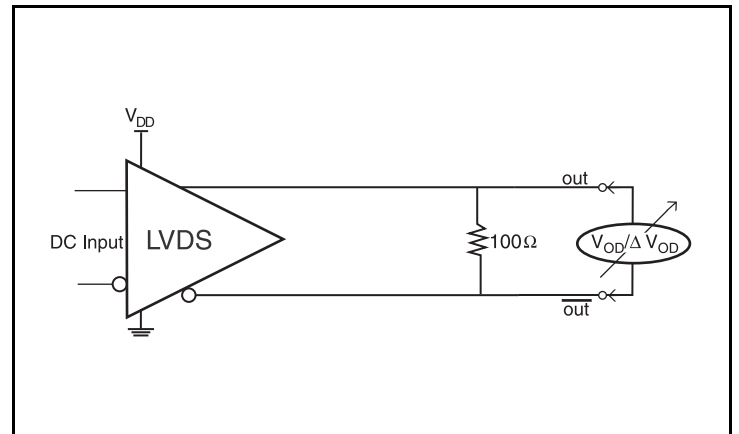 V_DD
out
DC Input
LVDS
100Ω
V_OD/Δ V_OD
out